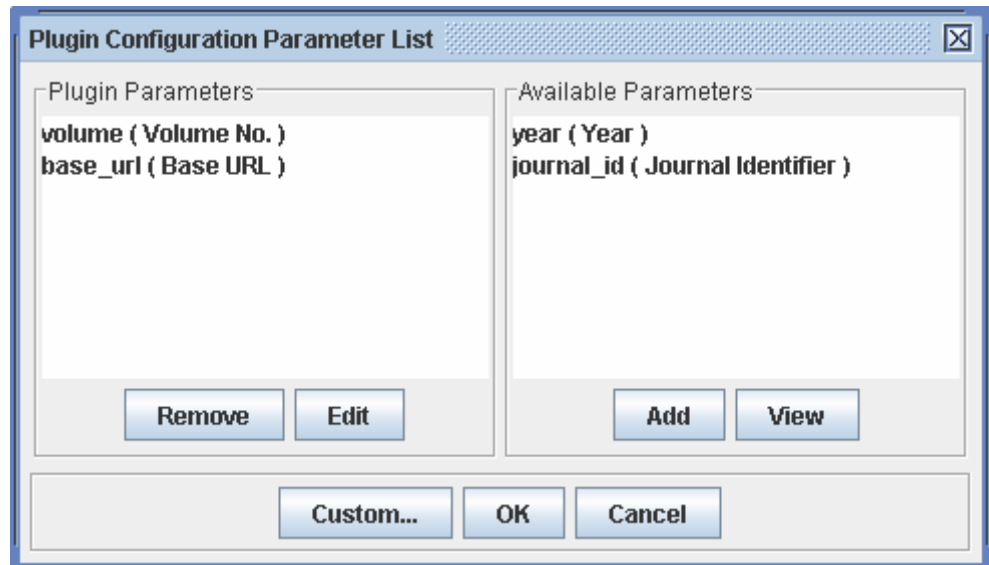 Plugin Configuration Parameter List
Plugin Parameters
volume ( Volume No. )
base_url ( Base URL )
Remove Edit
Available Parameters
year ( Year )
journal_id ( Journal Identifier )
Add View
Custom... OK Cancel